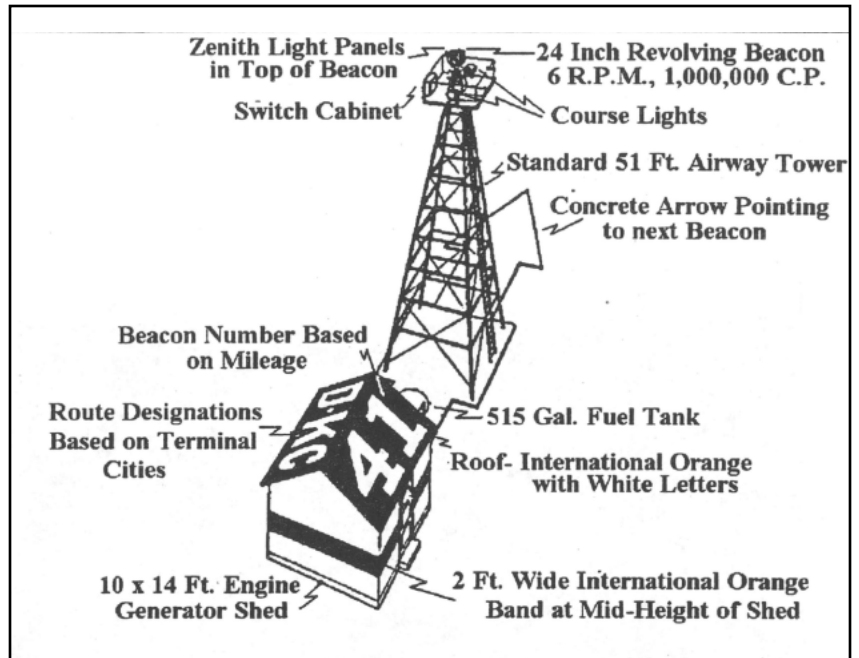 Zenith Light Panels
in Top of Beacon
24 Inch Revolving Beacon
6 R.P.M., 1,000,000 C.P.
Switch Cabinet
Course Lights
Standard 51 Ft. Airway Tower
Concrete Arrow Pointing
to next Beacon
Beacon Number Based
on Mileage
Route Designations
Based on Terminal
Cities
D-KC
41
515 Gal. Fuel Tank
Roof- International Orange
with White Letters
10 x 14 Ft. Engine
Generator Shed
2 Ft. Wide International Orange
Band at Mid-Height of Shed